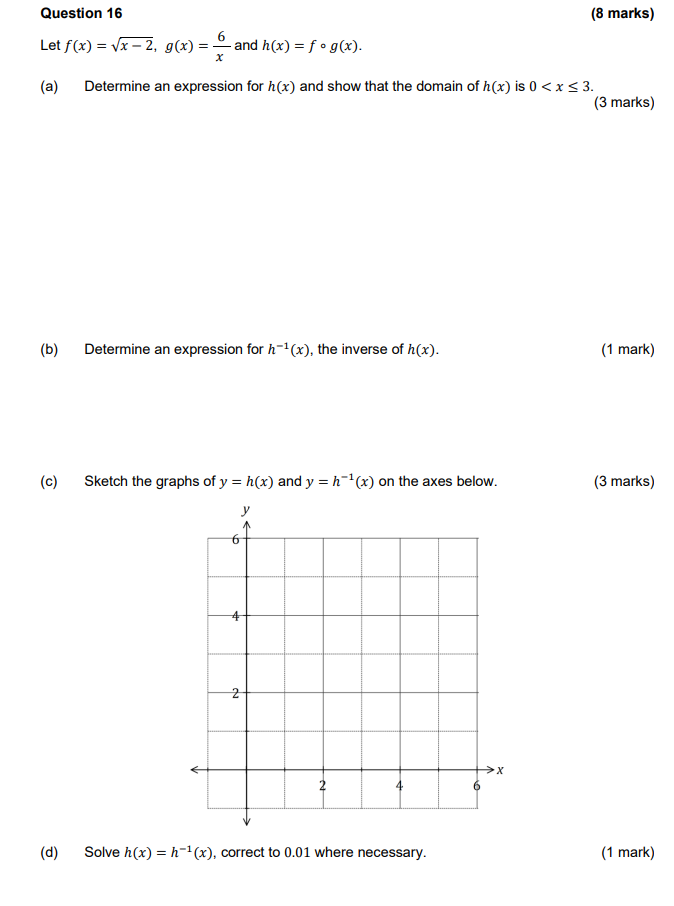 Question 16 (8 marks)
Let f(x) = √x − 2, g(x) = 6/x and h(x) = f ∘ g(x).
(a) Determine an expression for h(x) and show that the domain of h(x) is 0 < x ≤ 3.
(3 marks)
(b) Determine an expression for h⁻¹(x), the inverse of h(x). (1 mark)
(c) Sketch the graphs of y = h(x) and y = h⁻¹(x) on the axes below. (3 marks)
y
6
4
2
x
2 4 6
(d) Solve h(x) = h⁻¹(x), correct to 0.01 where necessary. (1 mark)